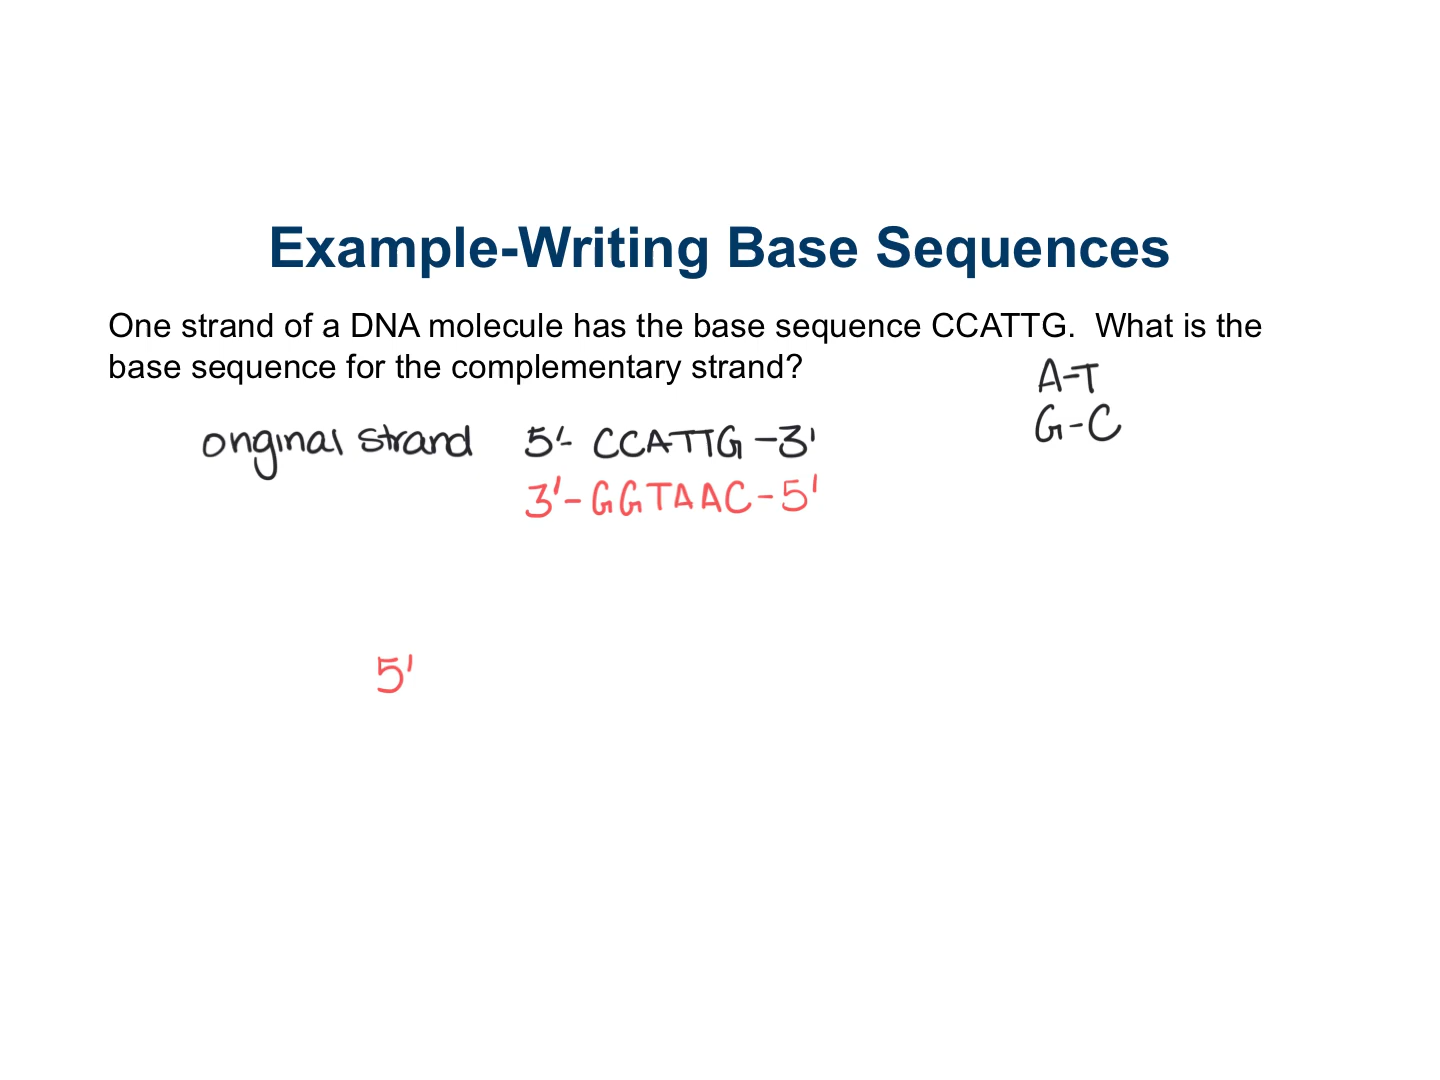 Example-Writing Base Sequences
One strand of a DNA molecule has the base sequence CCATTG. What is the
base sequence for the complementary strand?
A-T
G-C
original strand 5'- CCATTG -3'
3'- GGTAAC - 5'
5'